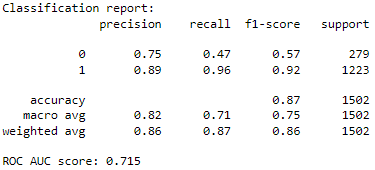 Classification report:
precision recall f1-score support
0 0.75 0.47 0.57 279
1 0.89 0.96 0.92 1223
accuracy 0.87 1502
macro avg 0.82 0.71 0.75 1502
weighted avg 0.86 0.87 0.86 1502
ROC AUC score: 0.715